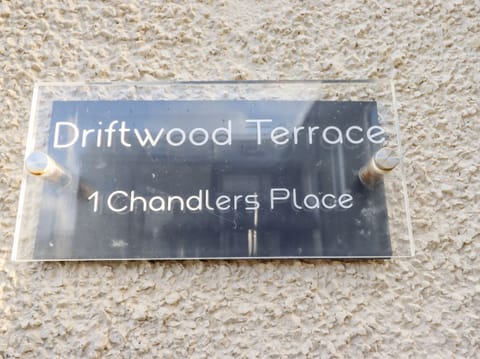 Driftwood Terrace
1 Chandlers Place